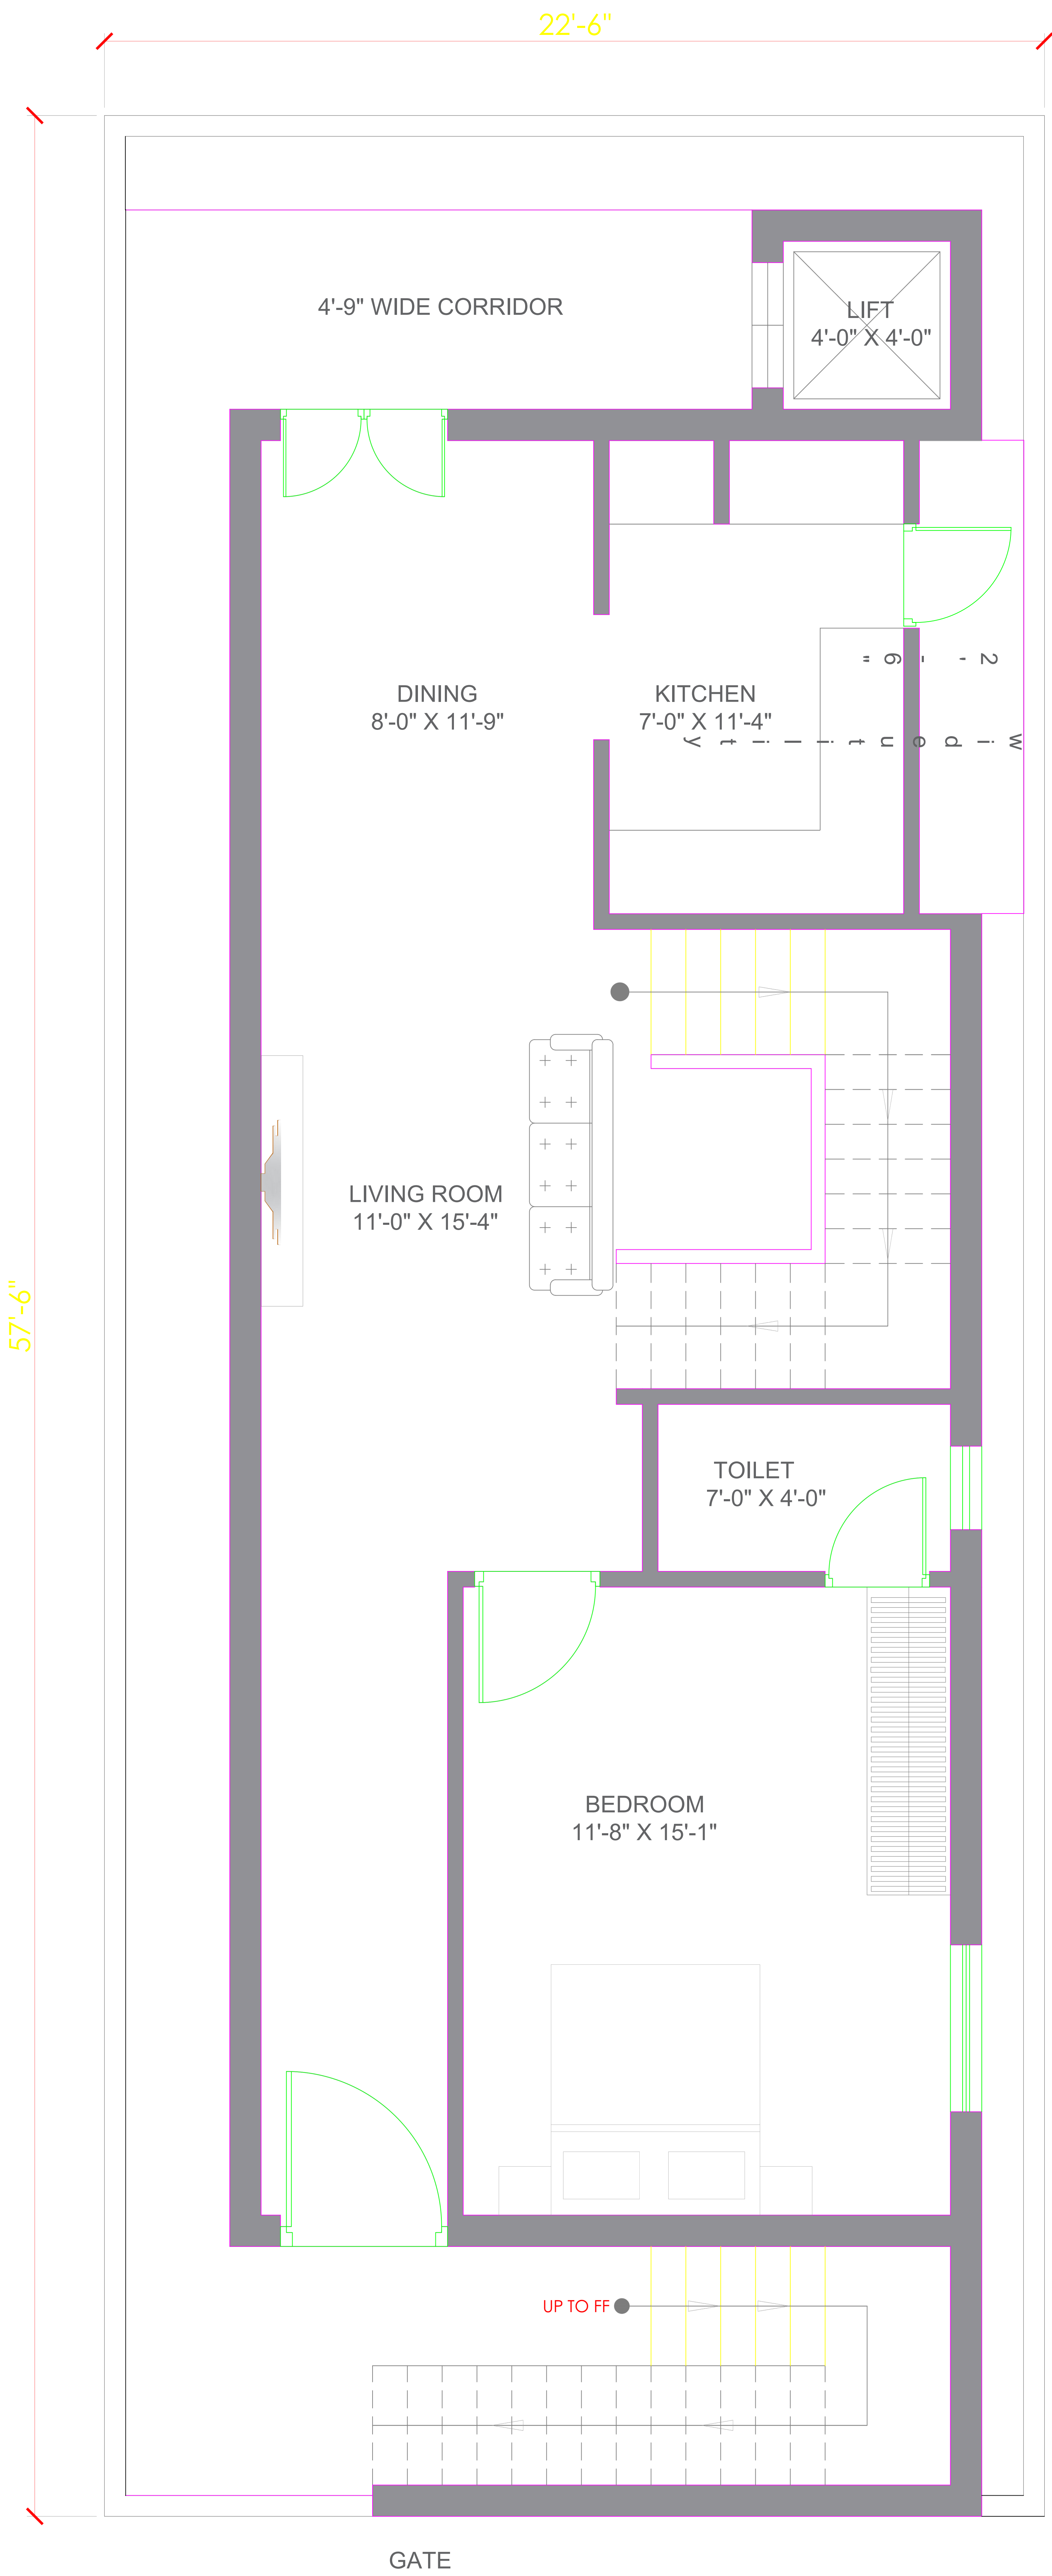 22'-6"
4'-9" WIDE CORRIDOR
LIFT
4'-0" X 4'-0"
2'-6"
wide utility
DINING
8'-0" X 11'-9"
KITCHEN
7'-0" X 11'-4"
LIVING ROOM
11'-0" X 15'-4"
57'-6"
TOILET
7'-0" X 4'-0"
BEDROOM
11'-8" X 15'-1"
UP TO FF
GATE